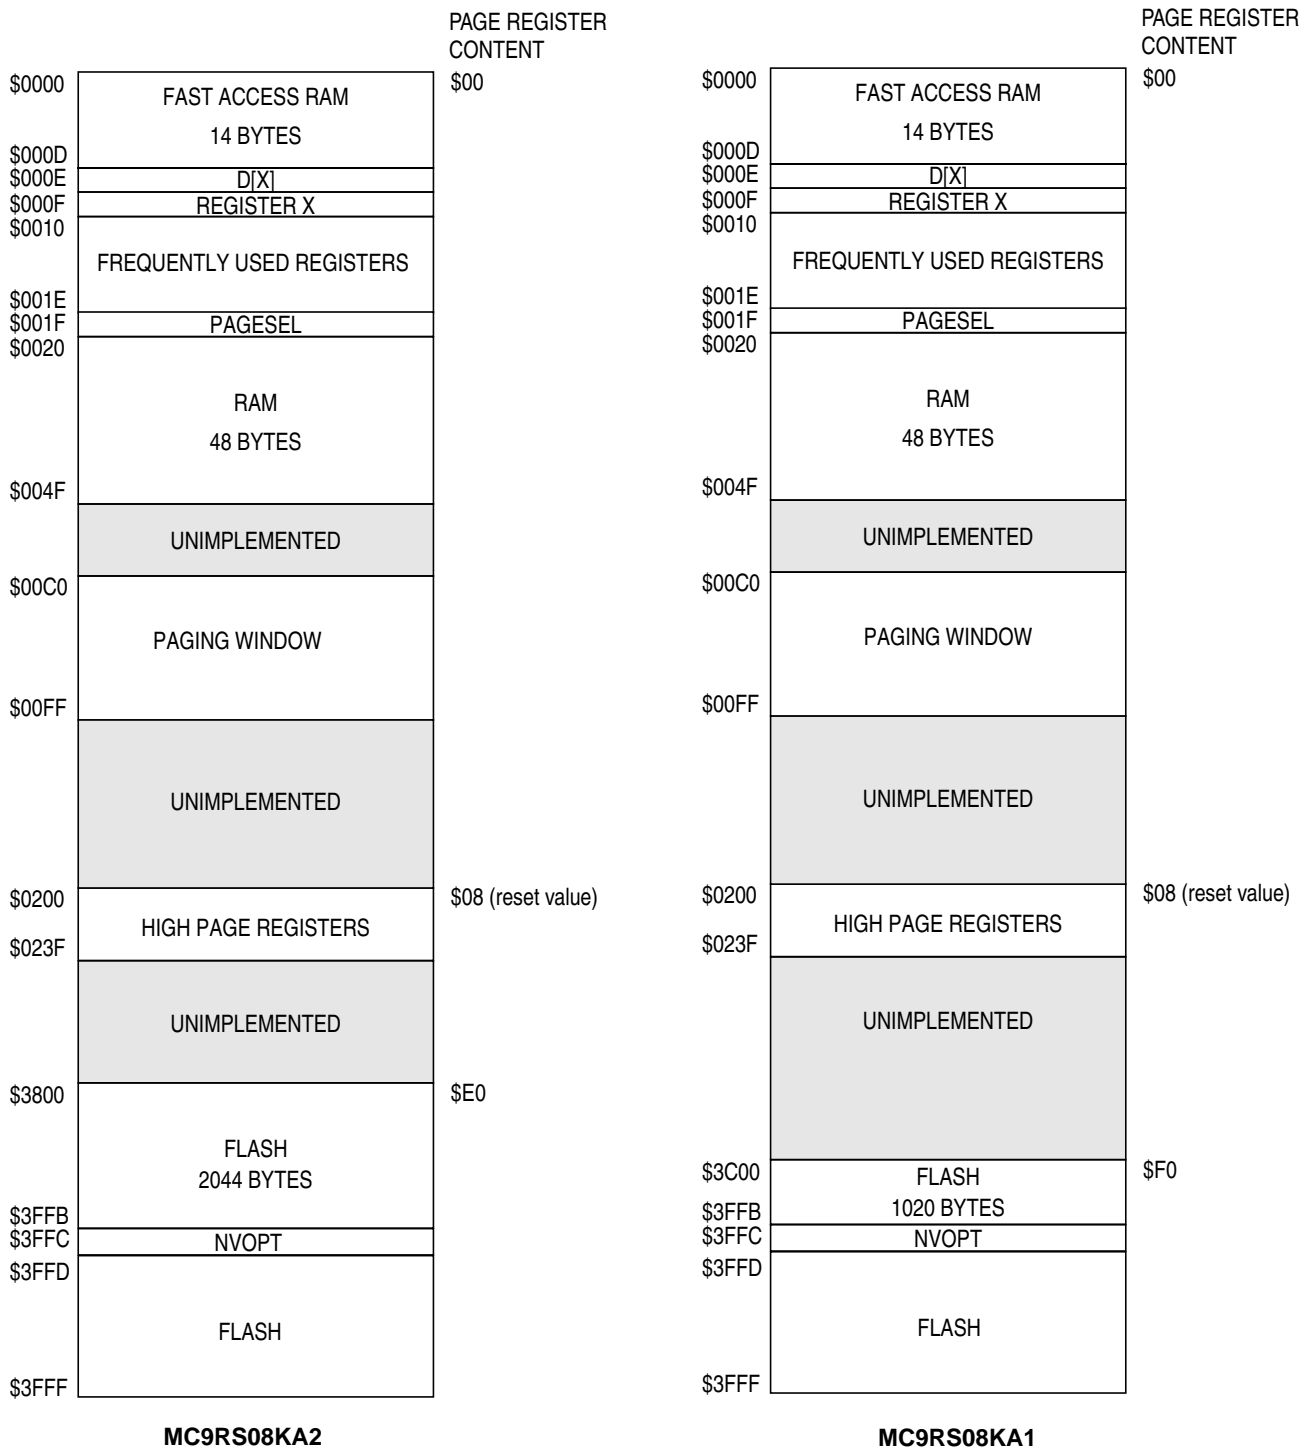 PAGE REGISTER
CONTENT
$0000
FAST ACCESS RAM
$00
14 BYTES
$000D
$000E
D[X]
$000F
REGISTER X
$0010
FREQUENTLY USED REGISTERS
$001E
$001F
PAGESEL
$0020
RAM
48 BYTES
$004F
UNIMPLEMENTED
$00C0
PAGING WINDOW
$00FF
UNIMPLEMENTED
$0200
$08 (reset value)
HIGH PAGE REGISTERS
$023F
UNIMPLEMENTED
$3800
$E0
FLASH
2044 BYTES
$3FFB
$3FFC
NVOPT
$3FFD
FLASH
$3FFF
MC9RS08KA2
PAGE REGISTER
CONTENT
$0000
FAST ACCESS RAM
$00
14 BYTES
$000D
$000E
D[X]
$000F
REGISTER X
$0010
FREQUENTLY USED REGISTERS
$001E
$001F
PAGESEL
$0020
RAM
48 BYTES
$004F
UNIMPLEMENTED
$00C0
PAGING WINDOW
$00FF
UNIMPLEMENTED
$0200
$08 (reset value)
HIGH PAGE REGISTERS
$023F
UNIMPLEMENTED
$3C00
$F0
FLASH
1020 BYTES
$3FFB
$3FFC
NVOPT
$3FFD
FLASH
$3FFF
MC9RS08KA1